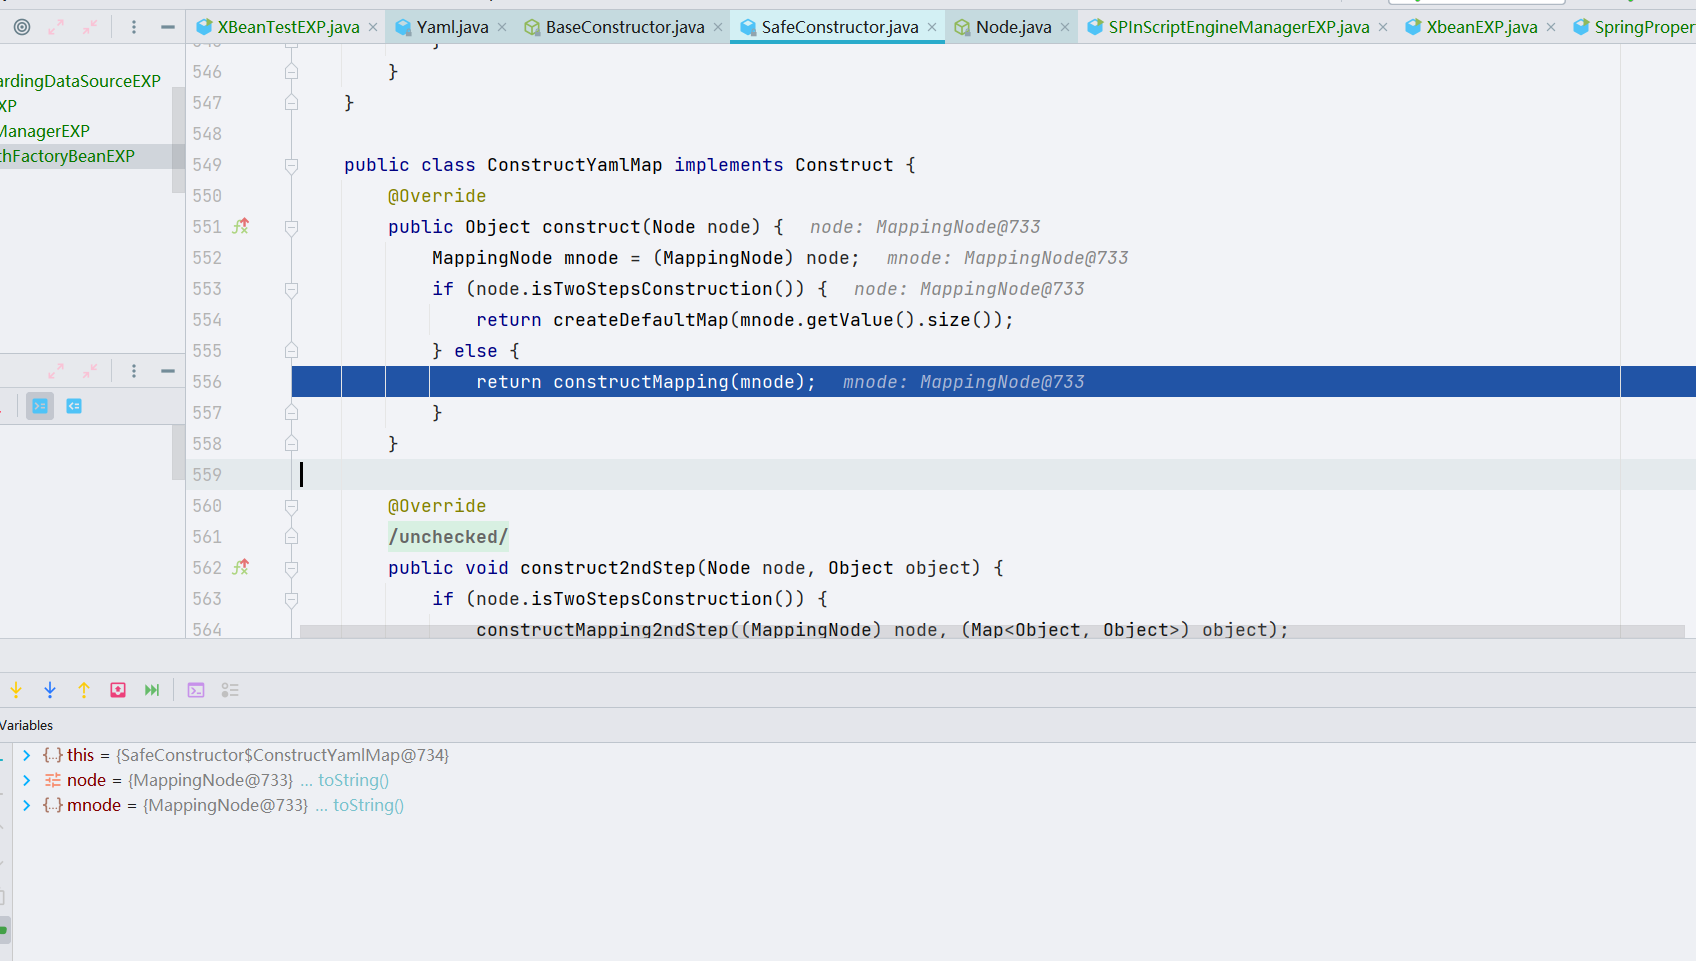 XBeanTestEXP.java Yaml.java BaseConstructor.java SafeConstructor.java Node.java SPInScriptEngineManagerEXP.java XbeanEXP.java SpringProper
ardingDataSourceEXP
XP
ManagerEXP
thFactoryBeanEXP
546 }
547 }
548
549 public class ConstructYamlMap implements Construct {
550 @Override
551 public Object construct(Node node) { node: MappingNode@733
552 MappingNode mnode = (MappingNode) node; mnode: MappingNode@733
553 if (node.isTwoStepsConstruction()) { node: MappingNode@733
554 return createDefaultMap(mnode.getValue().size());
555 } else {
556 return constructMapping(mnode); mnode: MappingNode@733
557 }
558 }
559
560 @Override
561 /unchecked/
562 public void construct2ndStep(Node node, Object object) {
563 if (node.isTwoStepsConstruction()) {
564 constructMapping2ndStep((MappingNode) node, (Map<Object, Object>) object);
Variables
this = {SafeConstructor$ConstructYamlMap@734}
node = {MappingNode@733} ... toString()
mnode = {MappingNode@733} ... toString()